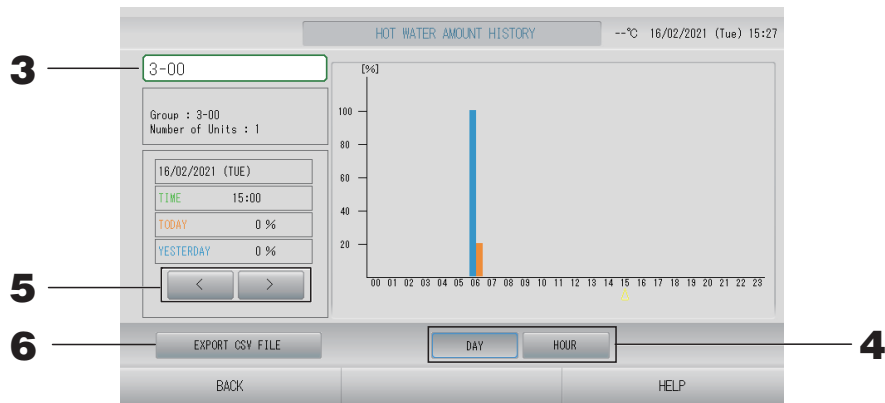 HOT WATER AMOUNT HISTORY
--°C 16/02/2021 (Tue) 15:27
3
3-00
Group : 3-00
Number of Units : 1
16/02/2021 (TUE)
TIME 15:00
TODAY 0 %
YESTERDAY 0 %
5
< >
[%]
100
80
60
40
20
00 01 02 03 04 05 06 07 08 09 10 11 12 13 14 15 16 17 18 19 20 21 22 23
6
EXPORT CSV FILE
DAY HOUR
4
BACK
HELP